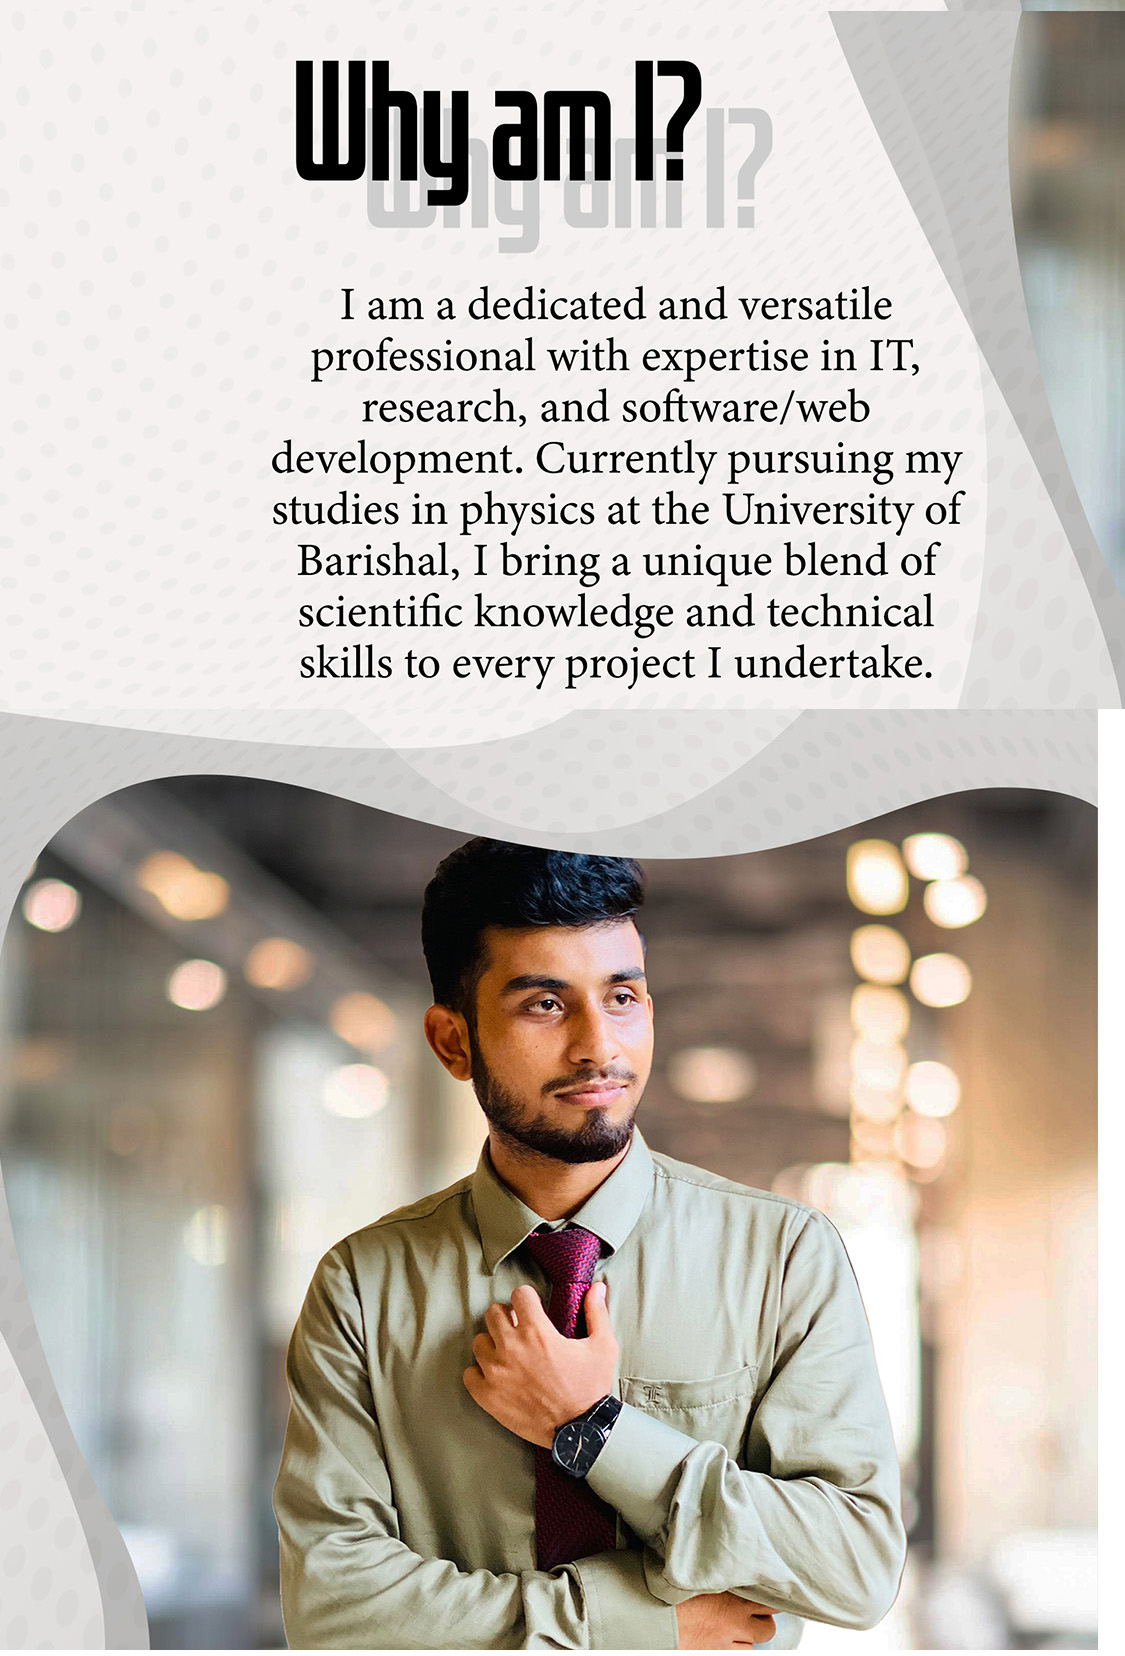 Why am I?
Why am I?
I am a dedicated and versatile
professional with expertise in IT,
research, and software/web
development. Currently pursuing my
studies in physics at the University of
Barishal, I bring a unique blend of
scientific knowledge and technical
skills to every project I undertake.